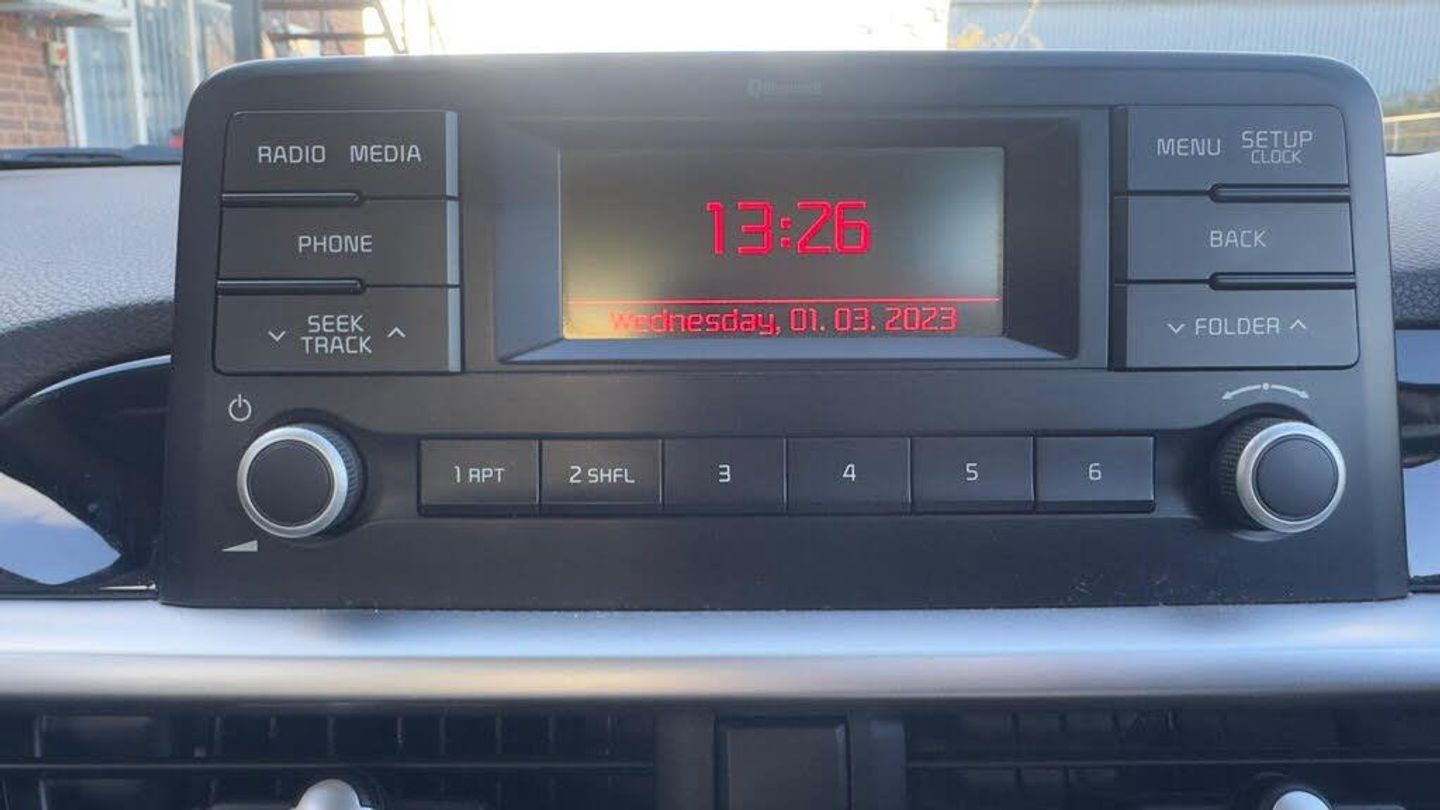 Bluetooth
RADIO MEDIA
PHONE
SEEK
TRACK
13:26
Wednesday, 01. 03. 2023
MENU SETUP
CLOCK
BACK
FOLDER
1 RPT
2 SHFL
3
4
5
6